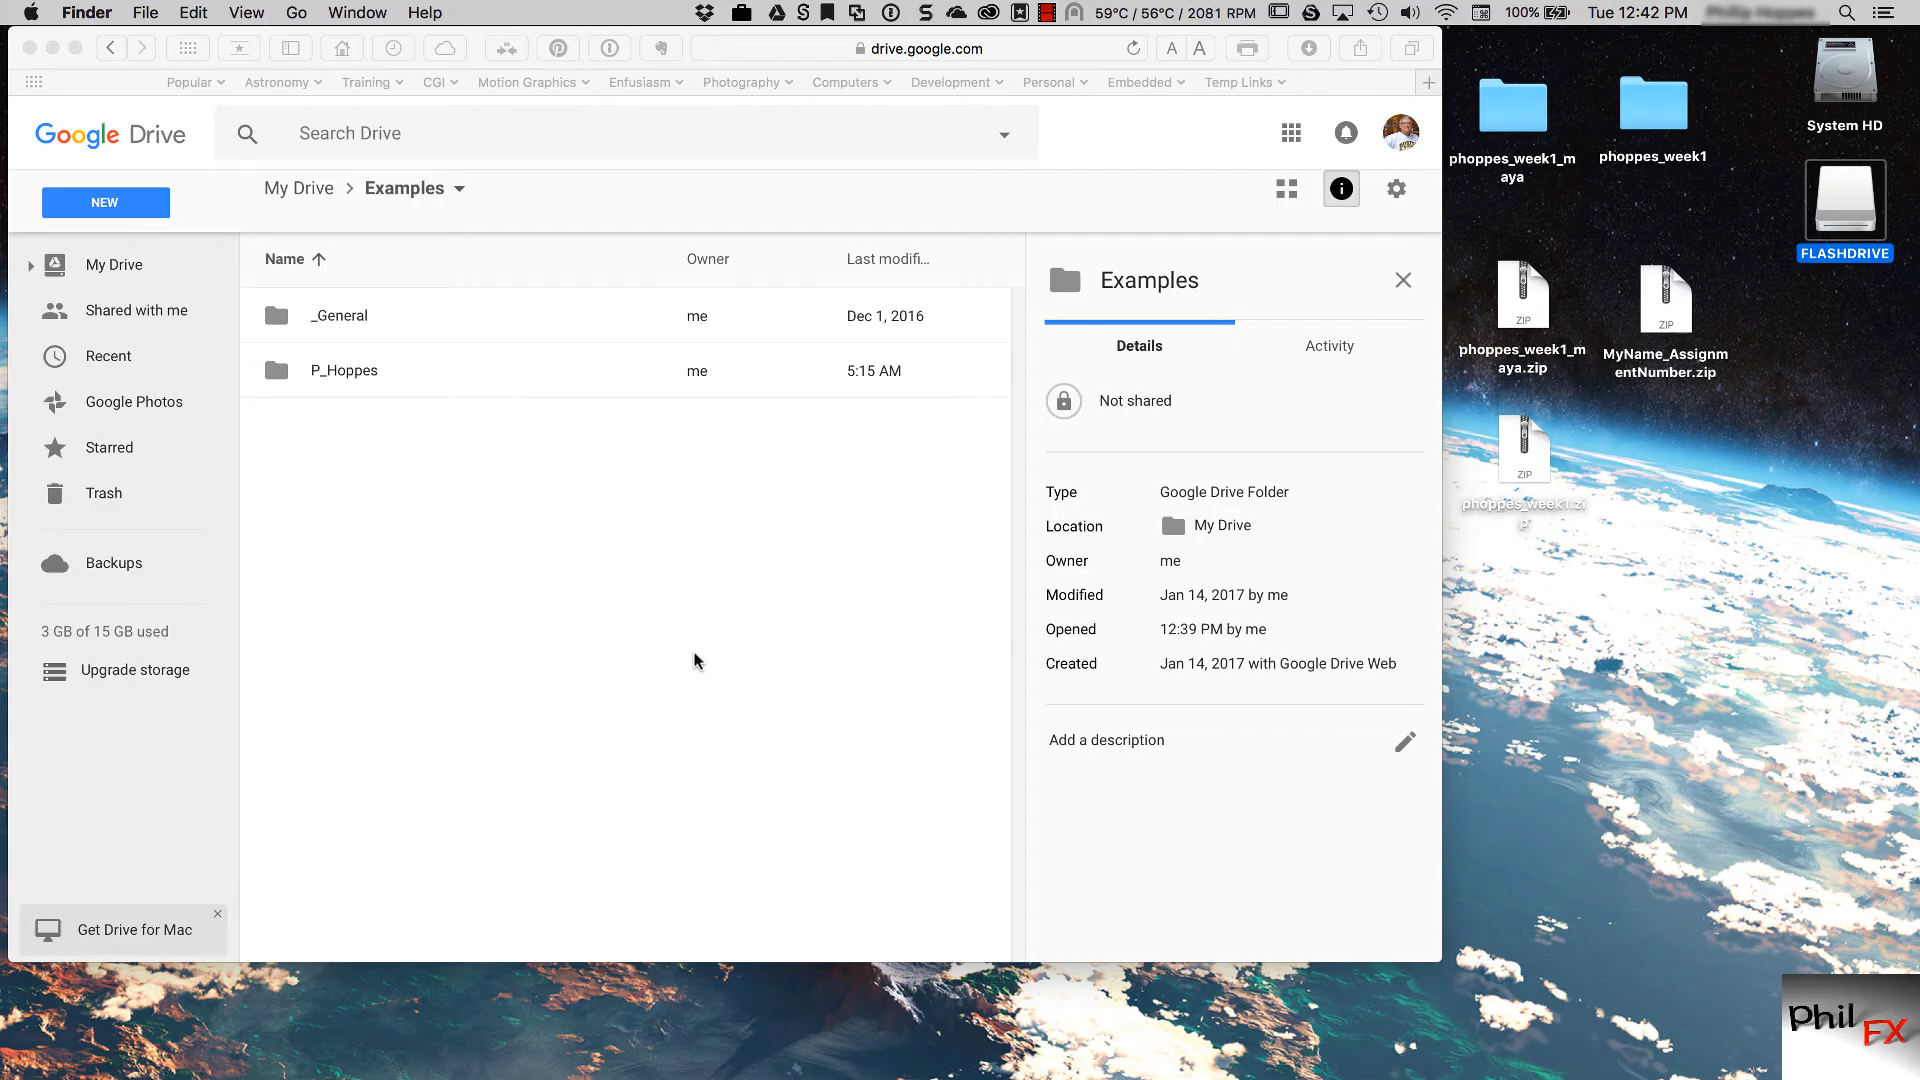 Finder File Edit View Go Window Help
59°C / 56°C / 2081 RPM 100% Tue 12:42 PM
drive.google.com
A A
Popular Astronomy Training CGI Motion Graphics Enfusiasm Photography Computers Development Personal Embedded Temp Links
Google Drive
Search Drive
NEW
My Drive > Examples
My Drive
Shared with me
Recent
Google Photos
Starred
Trash
Backups
3 GB of 15 GB used
Upgrade storage
Get Drive for Mac
Name Owner Last modifi...
_General me Dec 1, 2016
P_Hoppes me 5:15 AM
Examples
Details Activity
Not shared
Type Google Drive Folder
Location My Drive
Owner me
Modified Jan 14, 2017 by me
Opened 12:39 PM by me
Created Jan 14, 2017 with Google Drive Web
Add a description
phoppes_week1_m
aya
phoppes_week1
System HD
FLASHDRIVE
ZIP
phoppes_week1_m
aya.zip
ZIP
MyName_Assignm
entNumber.zip
ZIP
phoppes_week1.zi
p
Phil FX